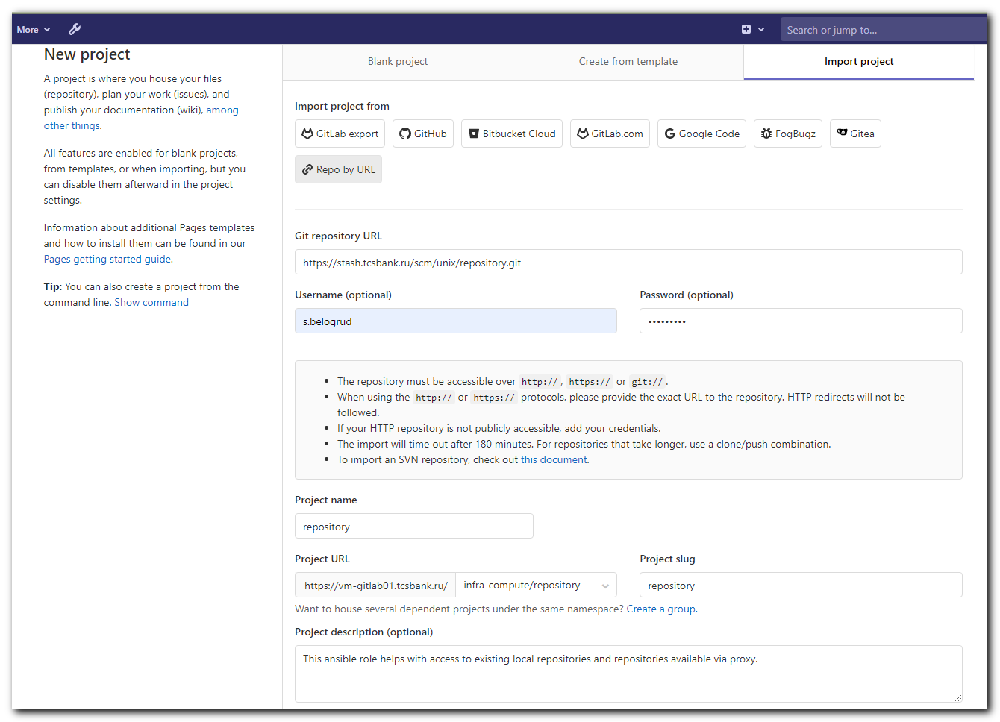 More
Search or jump to...
New project
A project is where you house your files
(repository), plan your work (issues), and
publish your documentation (wiki), among
other things.
All features are enabled for blank projects,
from templates, or when importing, but you
can disable them afterward in the project
settings.
Information about additional Pages templates
and how to install them can be found in our
Pages getting started guide.
Tip: You can also create a project from the
command line. Show command
Blank project
Create from template
Import project
Import project from
GitLab export
GitHub
Bitbucket Cloud
GitLab.com
Google Code
FogBugz
Gitea
Repo by URL
Git repository URL
https://stash.tcsbank.ru/scm/unix/repository.git
Username (optional)
Password (optional)
s.belogrud
•••••••••
• The repository must be accessible over http://, https:// or git://.
• When using the http:// or https:// protocols, please provide the exact URL to the repository. HTTP redirects will not be
followed.
• If your HTTP repository is not publicly accessible, add your credentials.
• The import will time out after 180 minutes. For repositories that take longer, use a clone/push combination.
• To import an SVN repository, check out this document.
Project name
repository
Project URL
Project slug
https://vm-gitlab01.tcsbank.ru/
infra-compute/repository
repository
Want to house several dependent projects under the same namespace? Create a group.
Project description (optional)
This ansible role helps with access to existing local repositories and repositories available via proxy.